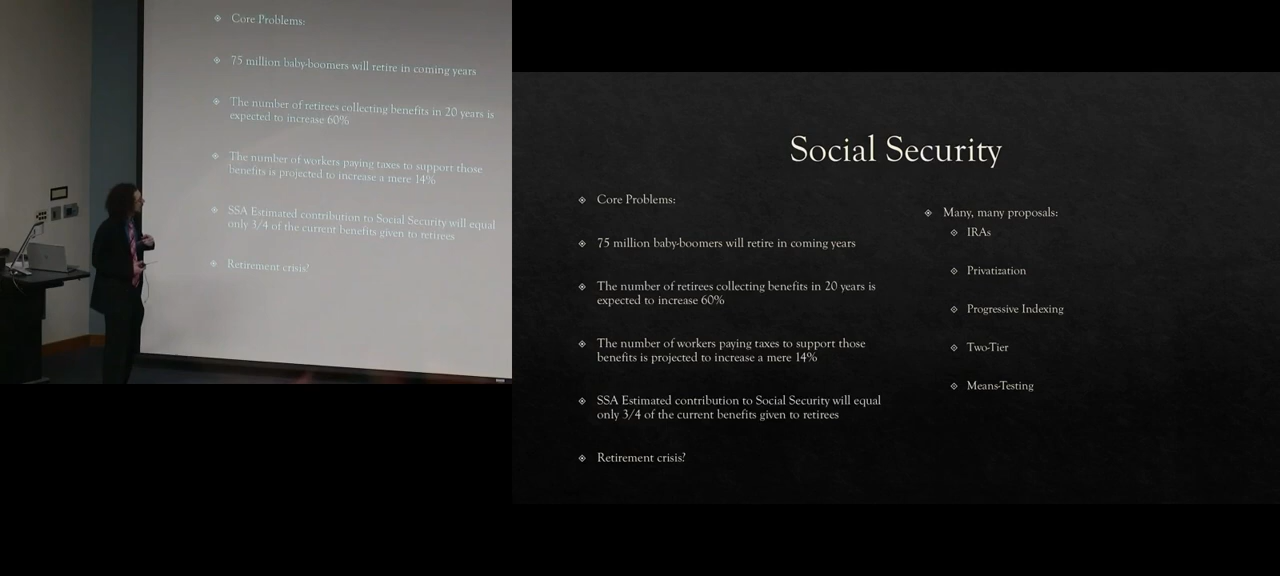 Core Problems:
75 million baby-boomers will retire in coming years
The number of retirees collecting benefits in 20 years is
expected to increase 60%
The number of workers paying taxes to support those
benefits is projected to increase a mere 14%
SSA Estimated contribution to Social Security will equal
only 3/4 of the current benefits given to retirees
Retirement crisis?
Social Security
Core Problems:
75 million baby-boomers will retire in coming years
The number of retirees collecting benefits in 20 years is
expected to increase 60%
The number of workers paying taxes to support those
benefits is projected to increase a mere 14%
SSA Estimated contribution to Social Security will equal
only 3/4 of the current benefits given to retirees
Retirement crisis?
Many, many proposals:
IRAs
Privatization
Progressive Indexing
Two-Tier
Means-Testing